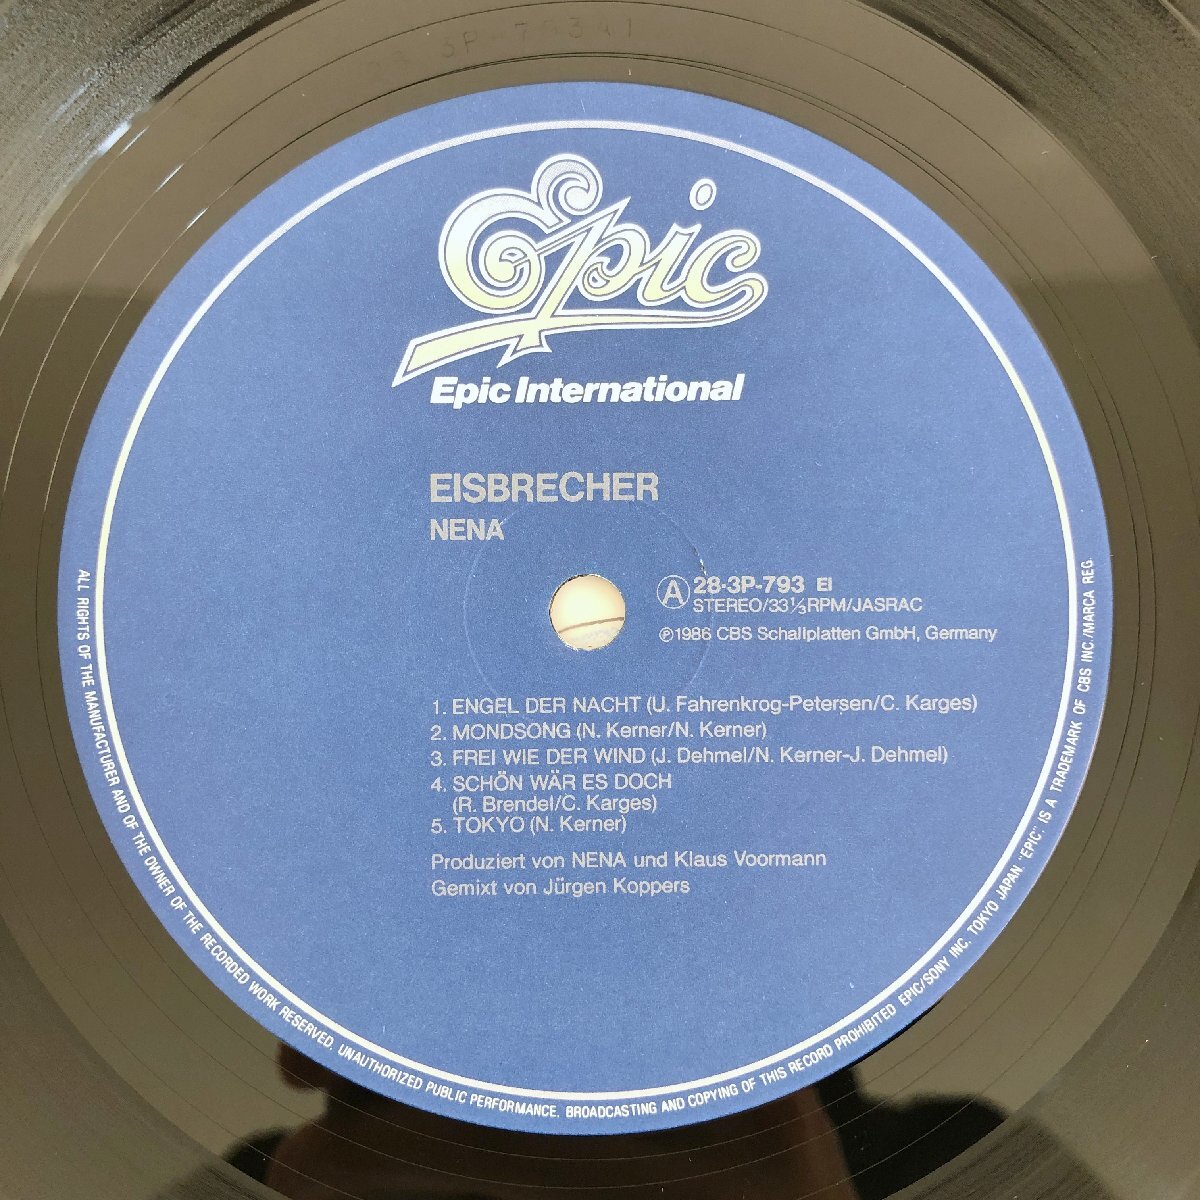 3P-79341
Epic
Epic International
EISBRECHER
NENA
A 28·3P-793 EI
STEREO/33⅓RPM/JASRAC
℗1986 CBS Schallplatten GmbH, Germany
1. ENGEL DER NACHT (U. Fahrenkrog-Petersen/C. Karges)
2. MONDSONG (N. Kerner/N. Kerner)
3. FREI WIE DER WIND (J. Dehmel/N. Kerner-J. Dehmel)
4. SCHÖN WÄR ES DOCH
(R. Brendel/C. Karges)
5. TOKYO (N. Kerner)
Produziert von NENA und Klaus Voormann
Gemixt von Jürgen Koppers
ALL RIGHTS OF THE MANUFACTURER AND OF THE OWNER OF THE RECORDED WORK RESERVED. UNAUTHORIZED PUBLIC PERFORMANCE, BROADCASTING AND COPYING OF THIS RECORD PROHIBITED EPIC/SONY INC. TOKYO JAPAN "EPIC", IS A TRADEMARK OF CBS INC./MARCA REG.